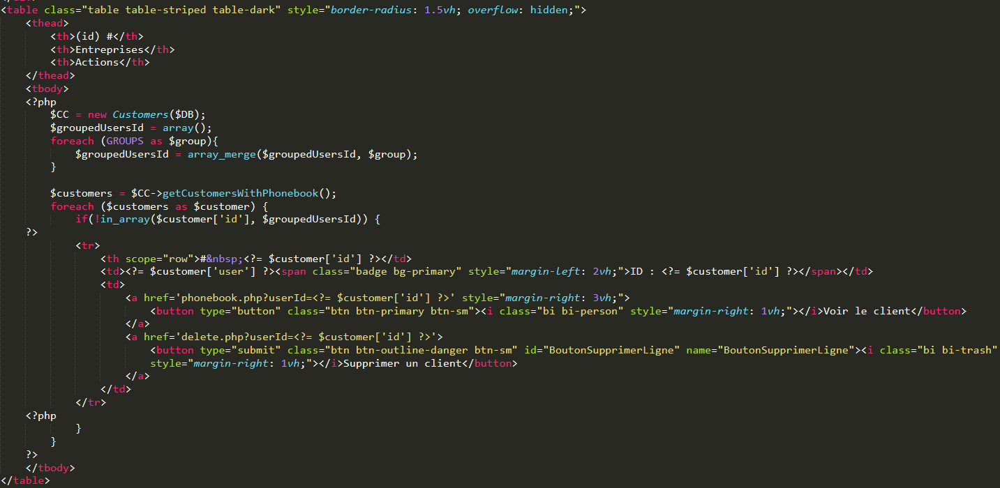 <table class="table table-striped table-dark" style="border-radius: 1.5vh; overflow: hidden;">
<thead>
<th>(id) #</th>
<th>Entreprises</th>
<th>Actions</th>
</thead>
<tbody>
<?php
$CC = new Customers($DB);
$groupedUsersId = array();
foreach (GROUPS as $group){
$groupedUsersId = array_merge($groupedUsersId, $group);
}
$customers = $CC->getCustomersWithPhonebook();
foreach ($customers as $customer) {
if(!in_array($customer['id'], $groupedUsersId)) {
?>
<tr>
<th scope="row">#&nbsp;<?= $customer['id'] ?></td>
<td><?= $customer['user'] ?><span class="badge bg-primary" style="margin-left: 2vh;">ID : <?= $customer['id'] ?></span></td>
<td>
<a href='phonebook.php?userId=<?= $customer['id'] ?>' style="margin-right: 3vh;">
<button type="button" class="btn btn-primary btn-sm"><i class="bi bi-person" style="margin-right: 1vh;"></i>Voir le client</button>
</a>
<a href='delete.php?userId=<?= $customer['id'] ?>'>
<button type="submit" class="btn btn-outline-danger btn-sm" id="BoutonSupprimerLigne" name="BoutonSupprimerLigne"><i class="bi bi-trash"
style="margin-right: 1vh;"></i>Supprimer un client</button>
</a>
</td>
</tr>
<?php
}
}
?>
</tbody>
</table>